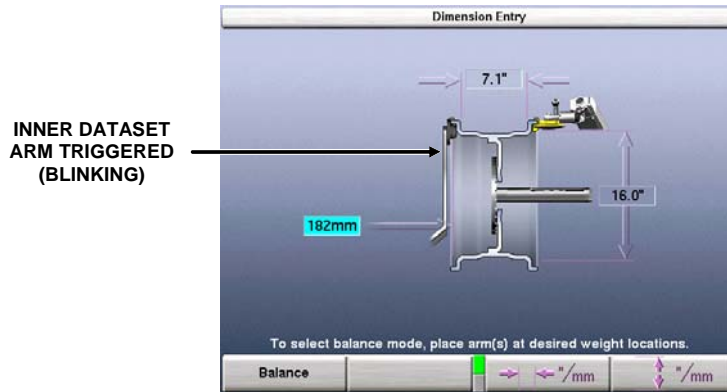 Dimension Entry
7.1"
INNER DATASET
ARM TRIGGERED
(BLINKING)
16.0"
182mm
To select balance mode, place arm(s) at desired weight locations.
Balance
"/mm
"/mm